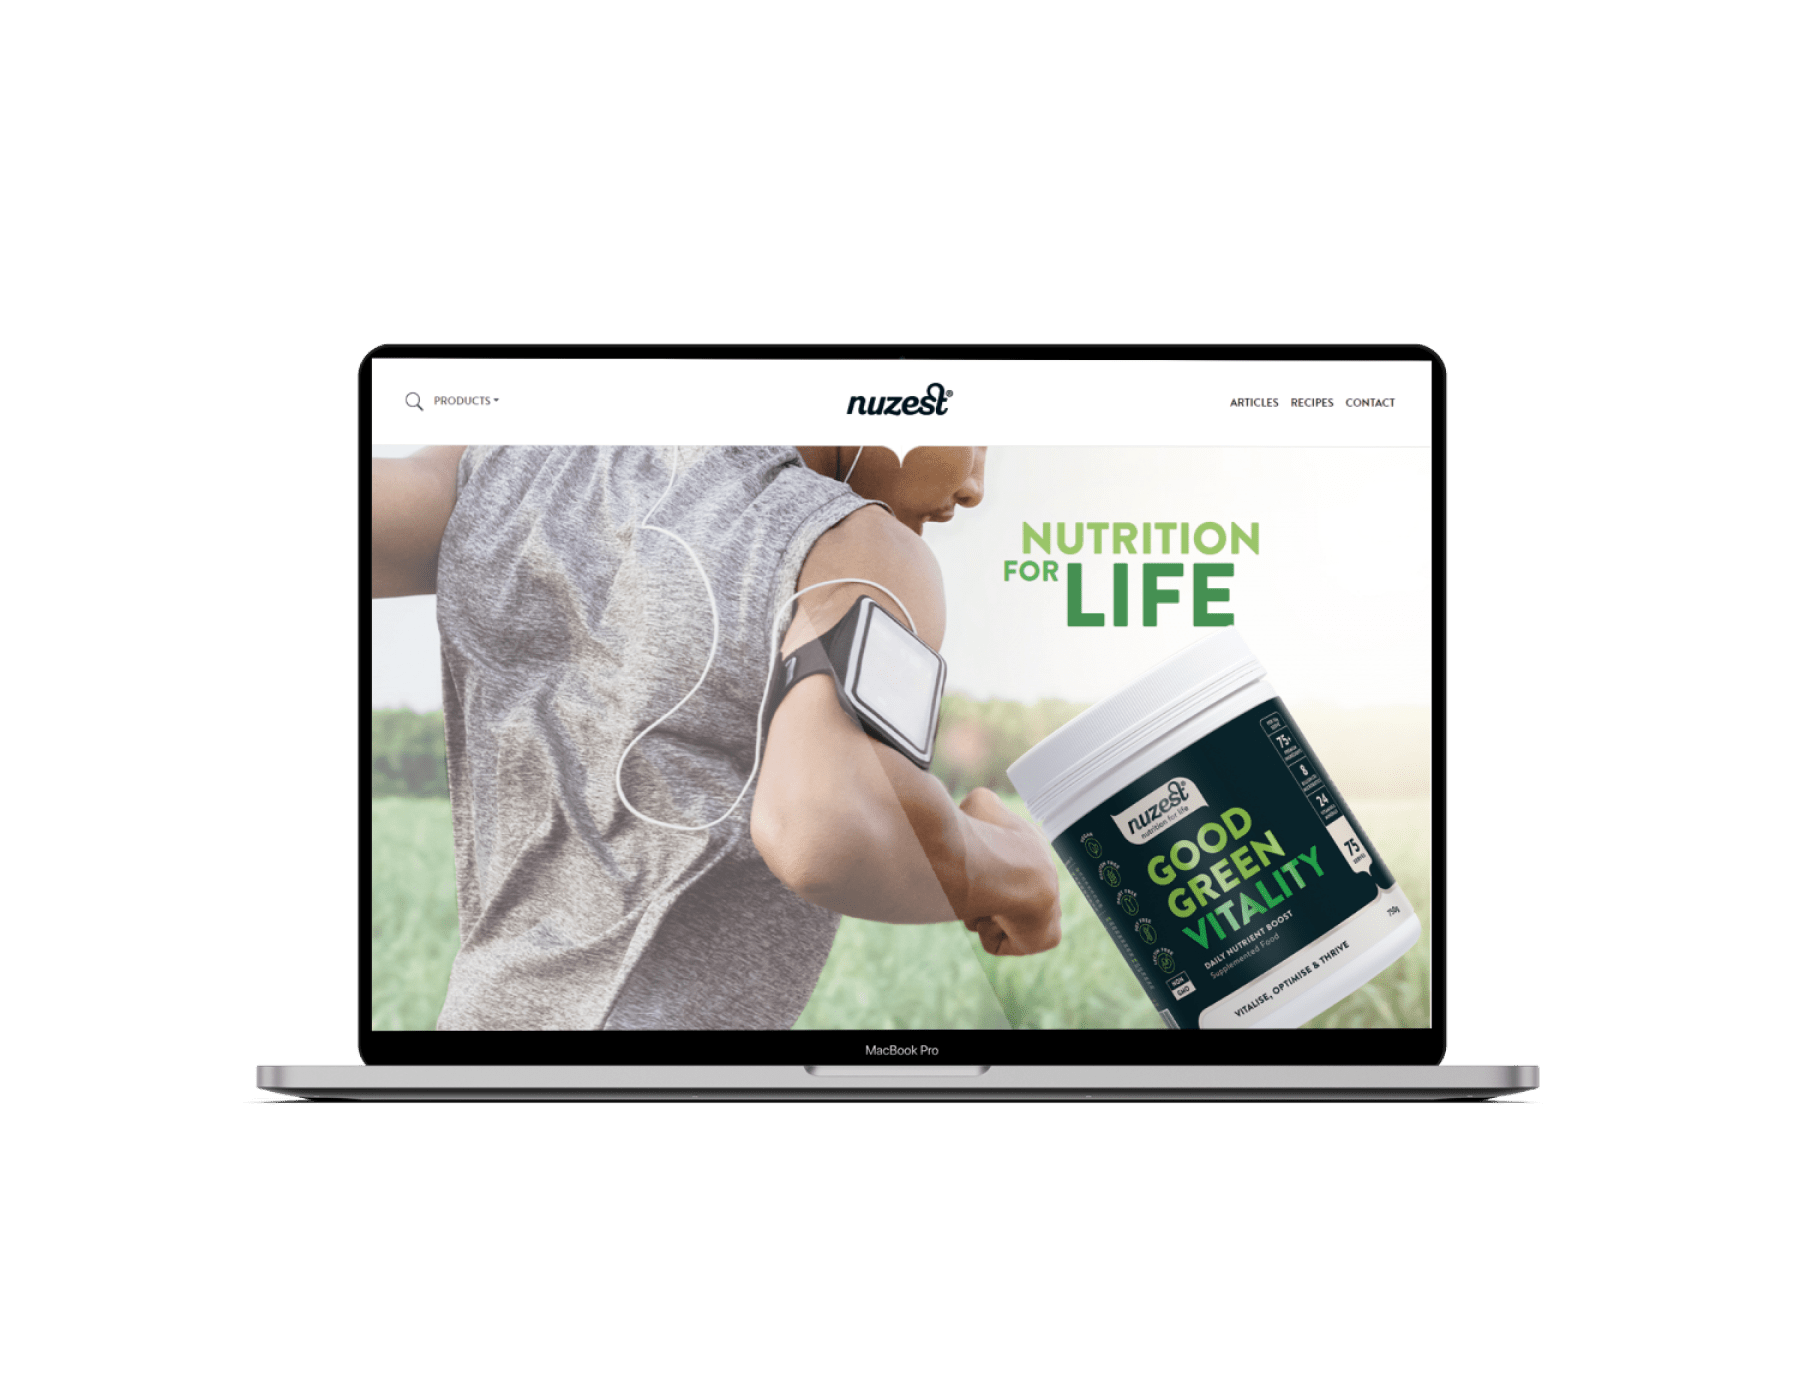 PRODUCTS
nuzest®
ARTICLES RECIPES CONTACT
NUTRITION
FOR LIFE
nuzest®
nutrition for life
GOOD
GREEN
VITALITY
DAILY NUTRIENT BOOST
Supplemented Food
VITALISE, OPTIMISE & THRIVE
75+
8
24
75
750g
VEGAN
NON
GMO
MacBook Pro